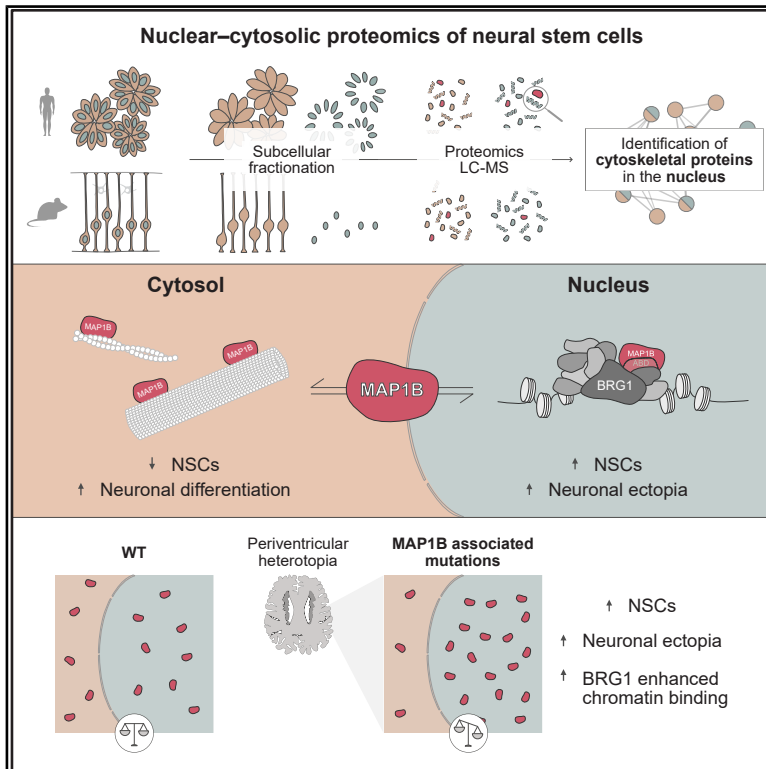 Nuclear–cytosolic proteomics of neural stem cells
Subcellular
fractionation
Proteomics
LC-MS
Identification of
cytoskeletal proteins
in the nucleus
Cytosol
Nucleus
MAP1B
MAP1B
MAP1B
MAP1B
MAP1B
ABD
BRG1
NSCs
Neuronal differentiation
NSCs
Neuronal ectopia
WT
Periventricular
heterotopia
MAP1B associated
mutations
NSCs
Neuronal ectopia
BRG1 enhanced
chromatin binding